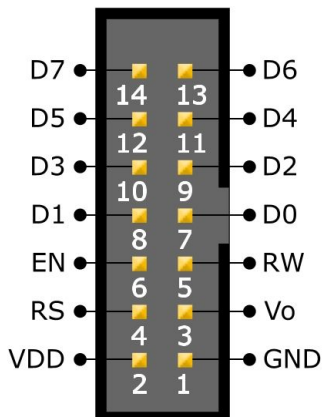 D7 D6
14 13
D5 D4
12 11
D3 D2
10 9
D1 D0
8 7
EN RW
6 5
RS Vo
4 3
VDD GND
2 1